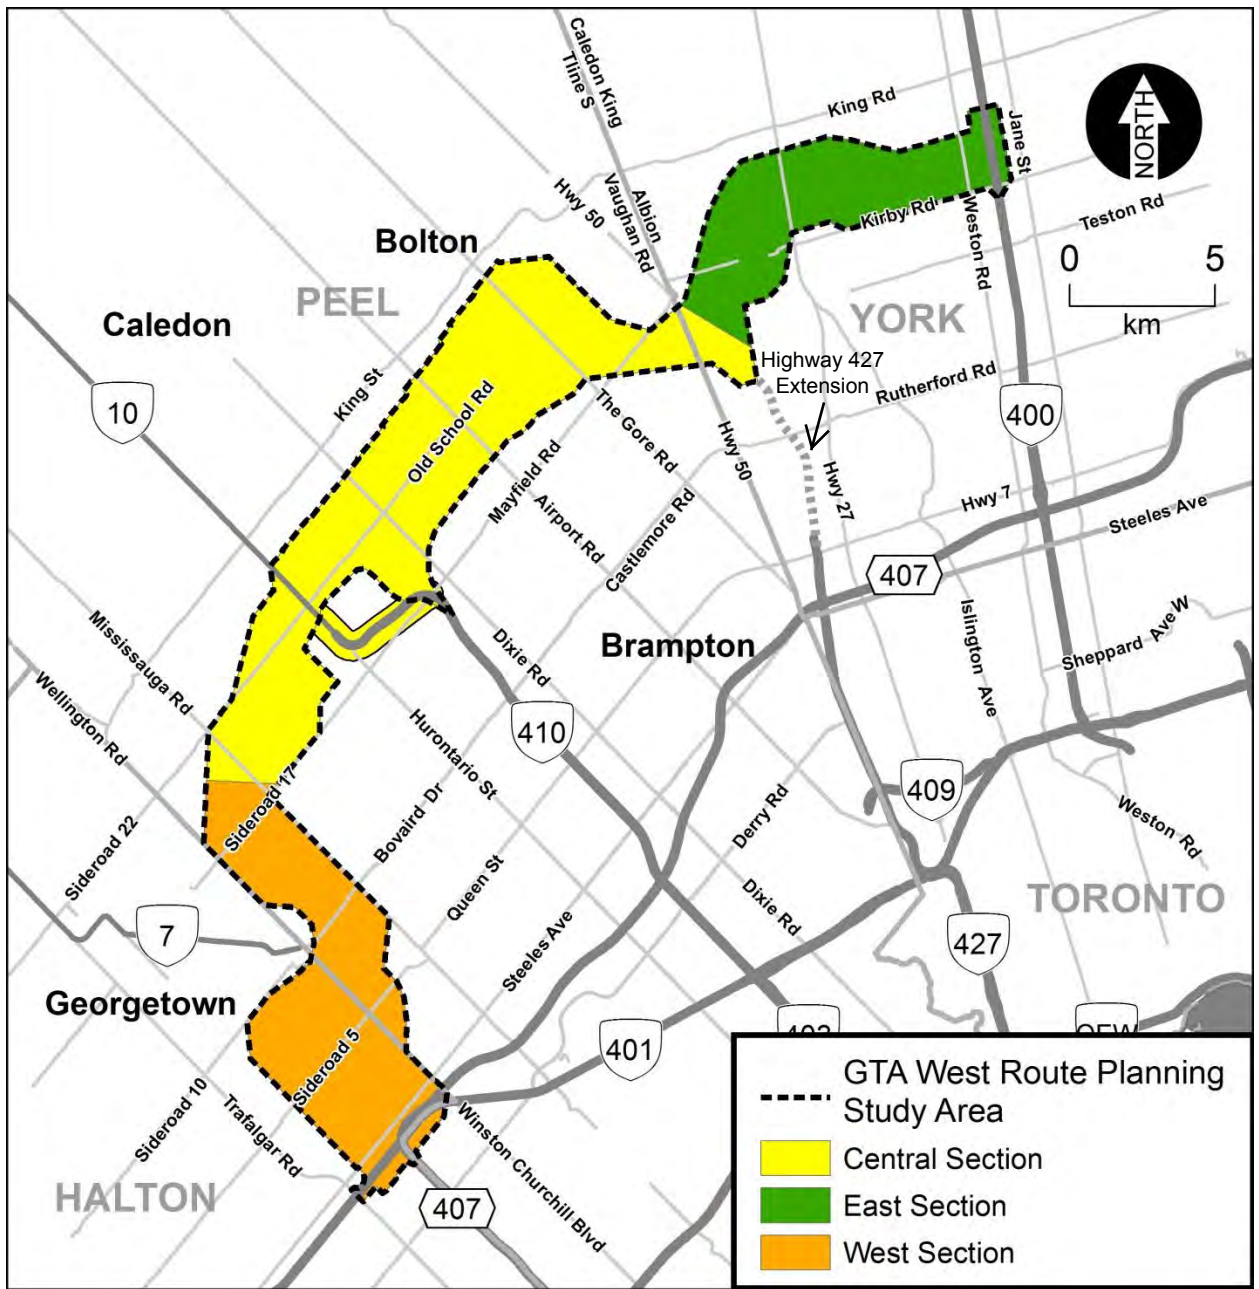 Caledon King
Tline S
King Rd
Jane St
NORTH
Hwy 50
Albion
Vaughan Rd
Kirby Rd
Weston Rd
Teston Rd
Bolton
PEEL
0 5
km
Caledon
YORK
Highway 427
Extension
King St
Rutherford Rd
10
Old School Rd
The Gore Rd
400
Hwy 50
Mayfield Rd
Hwy 27
Hwy 7
Airport Rd
Castlemore Rd
Steeles Ave
407
Mississauga Rd
Islington Ave
Brampton
Dixie Rd
Sheppard Ave W
Wellington Rd
Hurontario St
410
409
Sideroad 17
Bovaird Dr
Derry Rd
Weston Rd
Sideroad 22
Queen St
Dixie Rd
TORONTO
7
Steeles Ave
427
Georgetown
401
403
QEW
Sideroad 5
Sideroad 10
Trafalgar Rd
Winston Churchill Blvd
HALTON
407
GTA West Route Planning
Study Area
Central Section
East Section
West Section